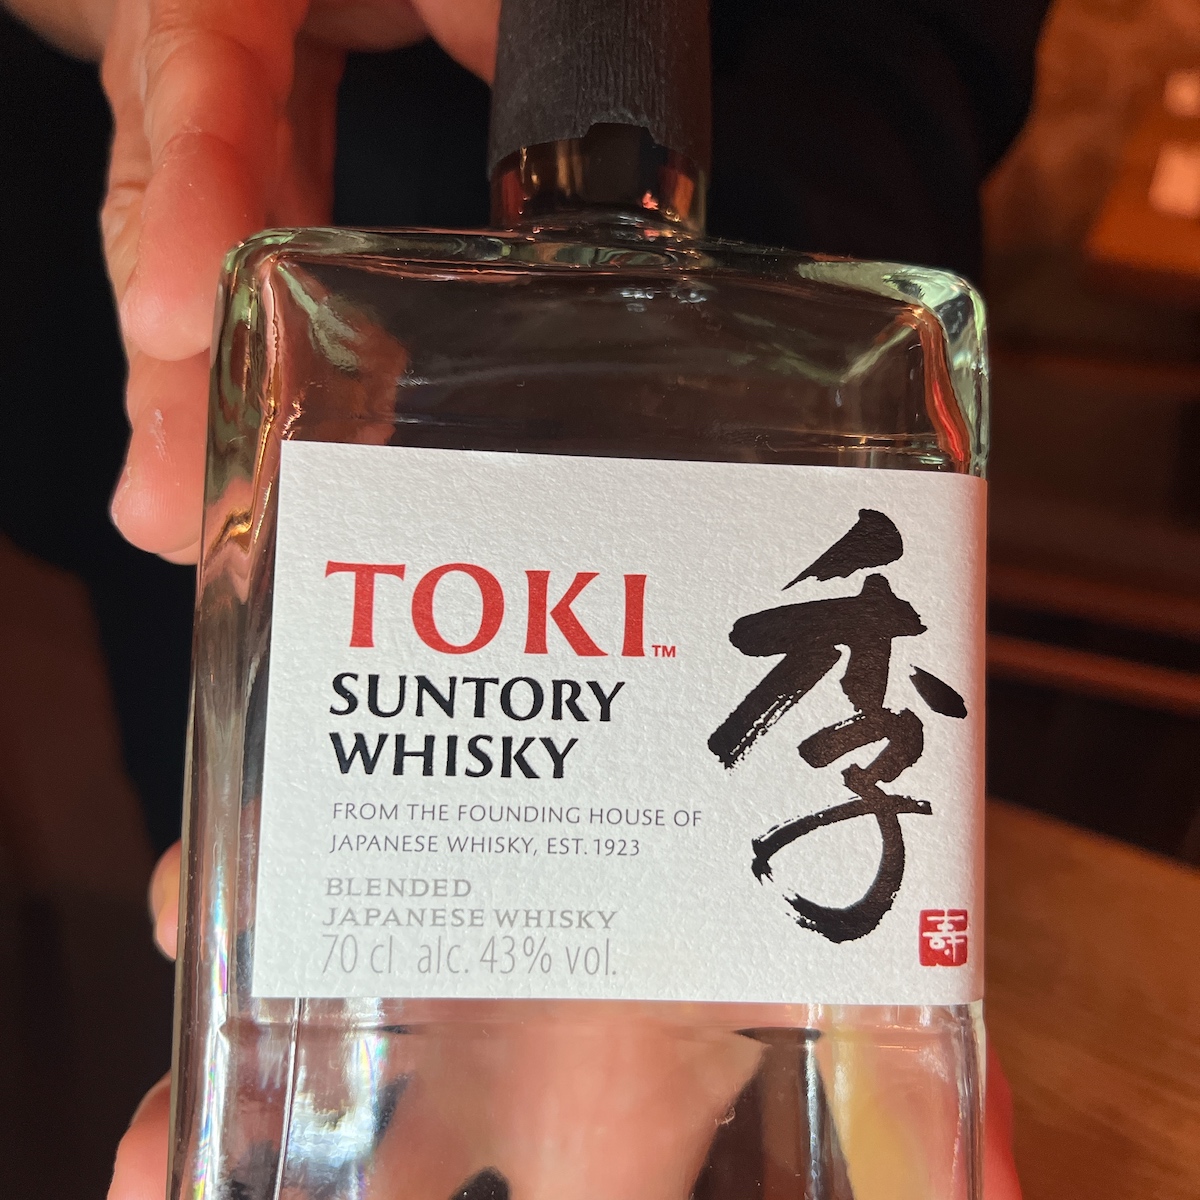 TOKI™
SUNTORY
WHISKY
FROM THE FOUNDING HOUSE OF
JAPANESE WHISKY, EST. 1923
BLENDED
JAPANESE WHISKY
70 cl alc. 43% vol.
季
寿